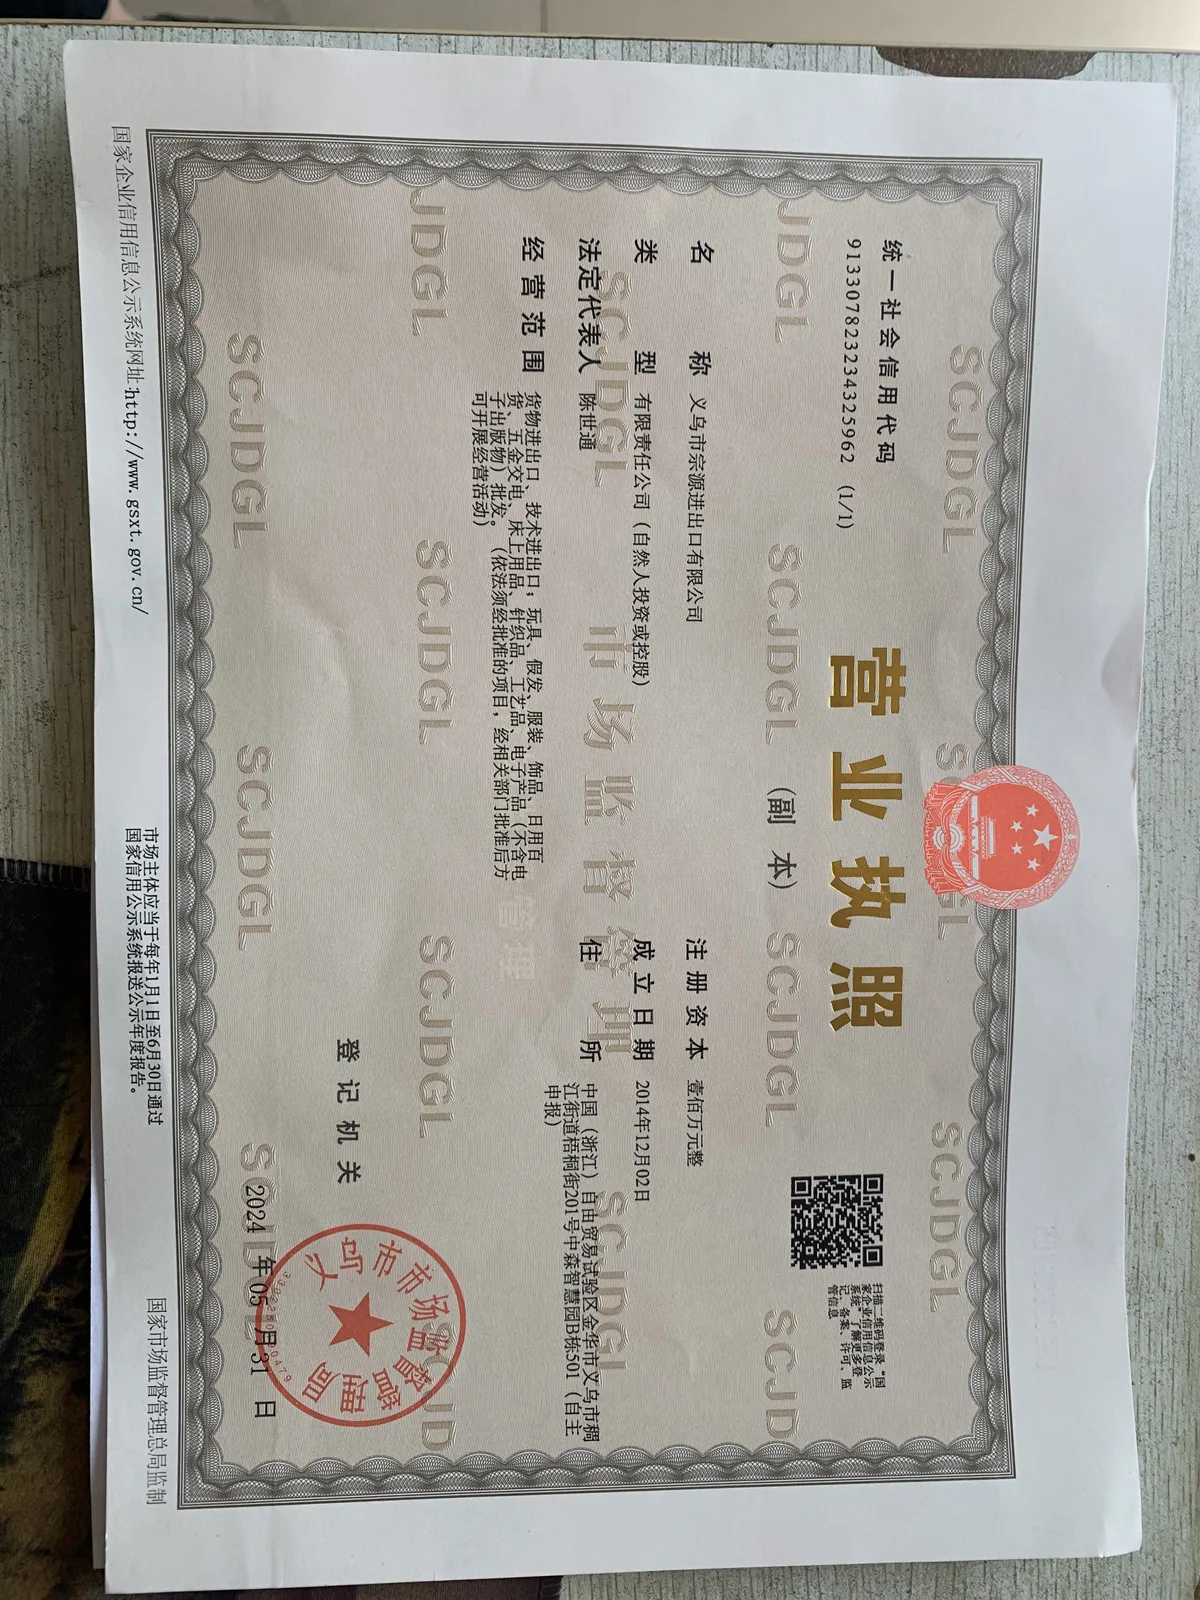 统一社会信用代码
913307823234325962 (1/1)
营业执照
(副本)
扫描二维码登录“国
家企业信用信息公示
系统”了解更多登
记、备案、许可、监
管信息
名称 义乌市宗源进出口有限公司
类型 有限责任公司（自然人投资或控股）
法定代表人 陈世通
经营范围 货物进出口、技术进出口；玩具、假发、服装、饰品、日用百
货、五金交电、床上用品、针织品、工艺品、电子产品（不含电
子出版物）批发。（依法须经批准的项目，经相关部门批准后方
可开展经营活动）
注册资本 壹佰万元整
成立日期 2014年12月02日
住所 中国（浙江）自由贸易试验区金华市义乌市稠
江街道梧桐街201号中森智慧园B栋501（自主
申报）
登记机关
义乌市市场监督管理局
2024年05月31日
SCJDGL
市场监督管理
国家企业信用信息公示系统网址:http://www.gsxt.gov.cn/
市场主体应当于每年1月1日至6月30日通过
国家信用公示系统报送公示年度报告。
国家市场监督管理总局监制